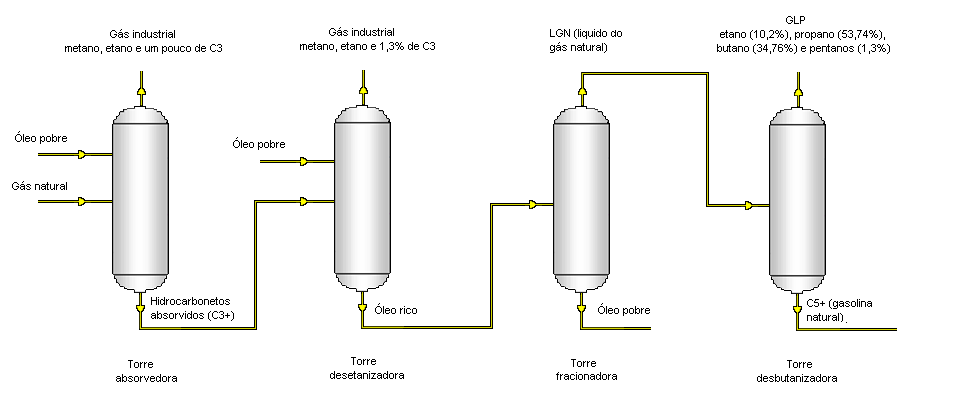 Gás industrial
metano, etano e um pouco de C3
Gás industrial
metano, etano e 1,3% de C3
LGN (liquido do
gás natural)
GLP
etano (10,2%), propano (53,74%),
butano (34,76%) e pentanos (1,3%)
Óleo pobre
Gás natural
Óleo pobre
Hidrocarbonetos
absorvidos (C3+)
Óleo rico
Óleo pobre
C5+ (gasolina
natural)
Torre
absorvedora
Torre
desetanizadora
Torre
fracionadora
Torre
desbutanizadora